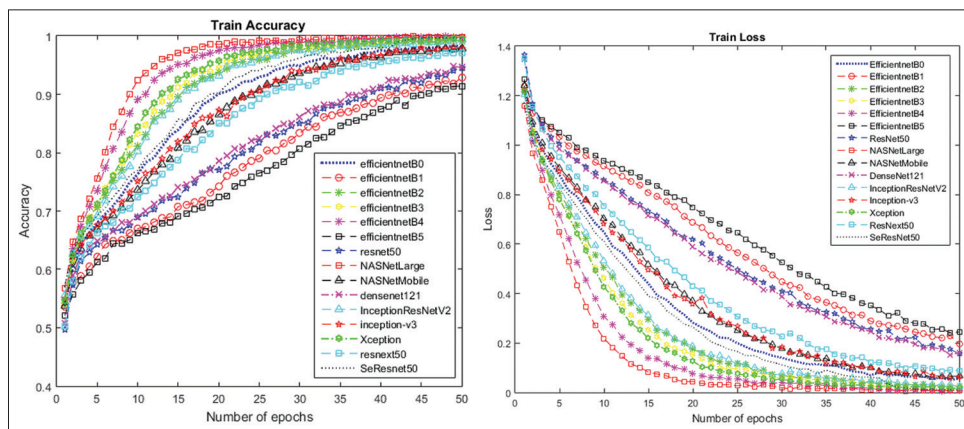 Train Accuracy
1
0.9
0.8
0.7
0.6
0.5
0.4
Accuracy
efficientnetB0
efficientnetB1
efficientnetB2
efficientnetB3
efficientnetB4
efficientnetB5
resnet50
NASNetLarge
NASNetMobile
densenet121
InceptionResNetV2
inception-v3
Xception
resnext50
SeResnet50
0 5 10 15 20 25 30 35 40 45 50
Number of epochs
Train Loss
1.4
1.2
1
0.8
0.6
0.4
0.2
0
Loss
EfficientnetB0
EfficientnetB1
EfficientnetB2
EfficientnetB3
EfficientnetB4
EfficientnetB5
ResNet50
NASNetLarge
NASNetMobile
DenseNet121
InceptionResNetV2
Inception-v3
Xception
ResNext50
SeResNet50
0 5 10 15 20 25 30 35 40 45 50
Number of epochs